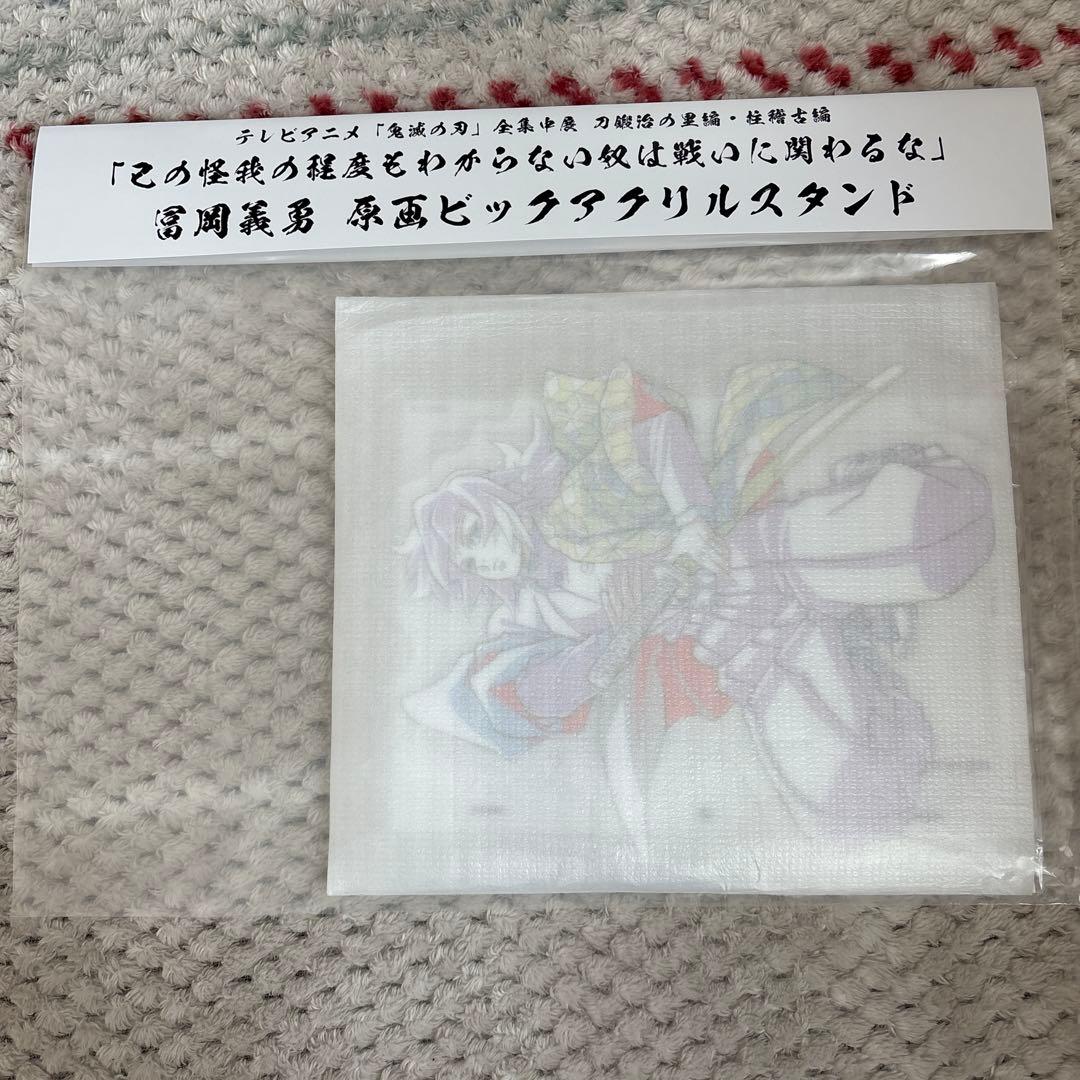 テレビアニメ「鬼滅の刃」全集中展 刀鍛冶の里編・柱稽古編
「己の怪我の程度もわからない奴は戦いに関わるな」
冨岡義勇 原画ビックアクリルスタンド